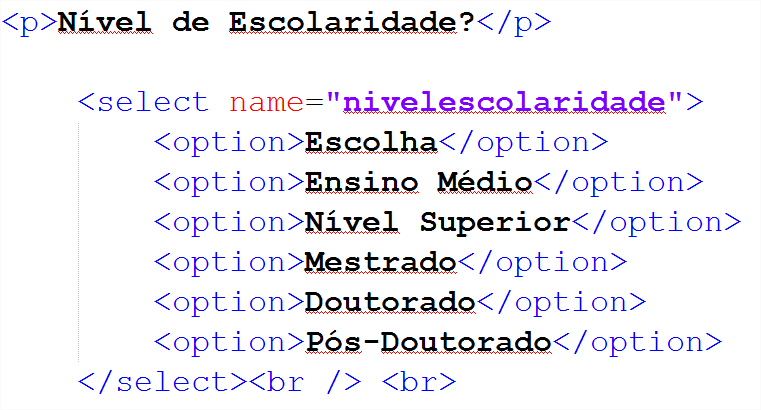 <p>Nível de Escolaridade?</p>
<select name="nivelescolaridade">
<option>Escolha</option>
<option>Ensino Médio</option>
<option>Nível Superior</option>
<option>Mestrado</option>
<option>Doutorado</option>
<option>Pós-Doutorado</option>
</select><br /> <br>